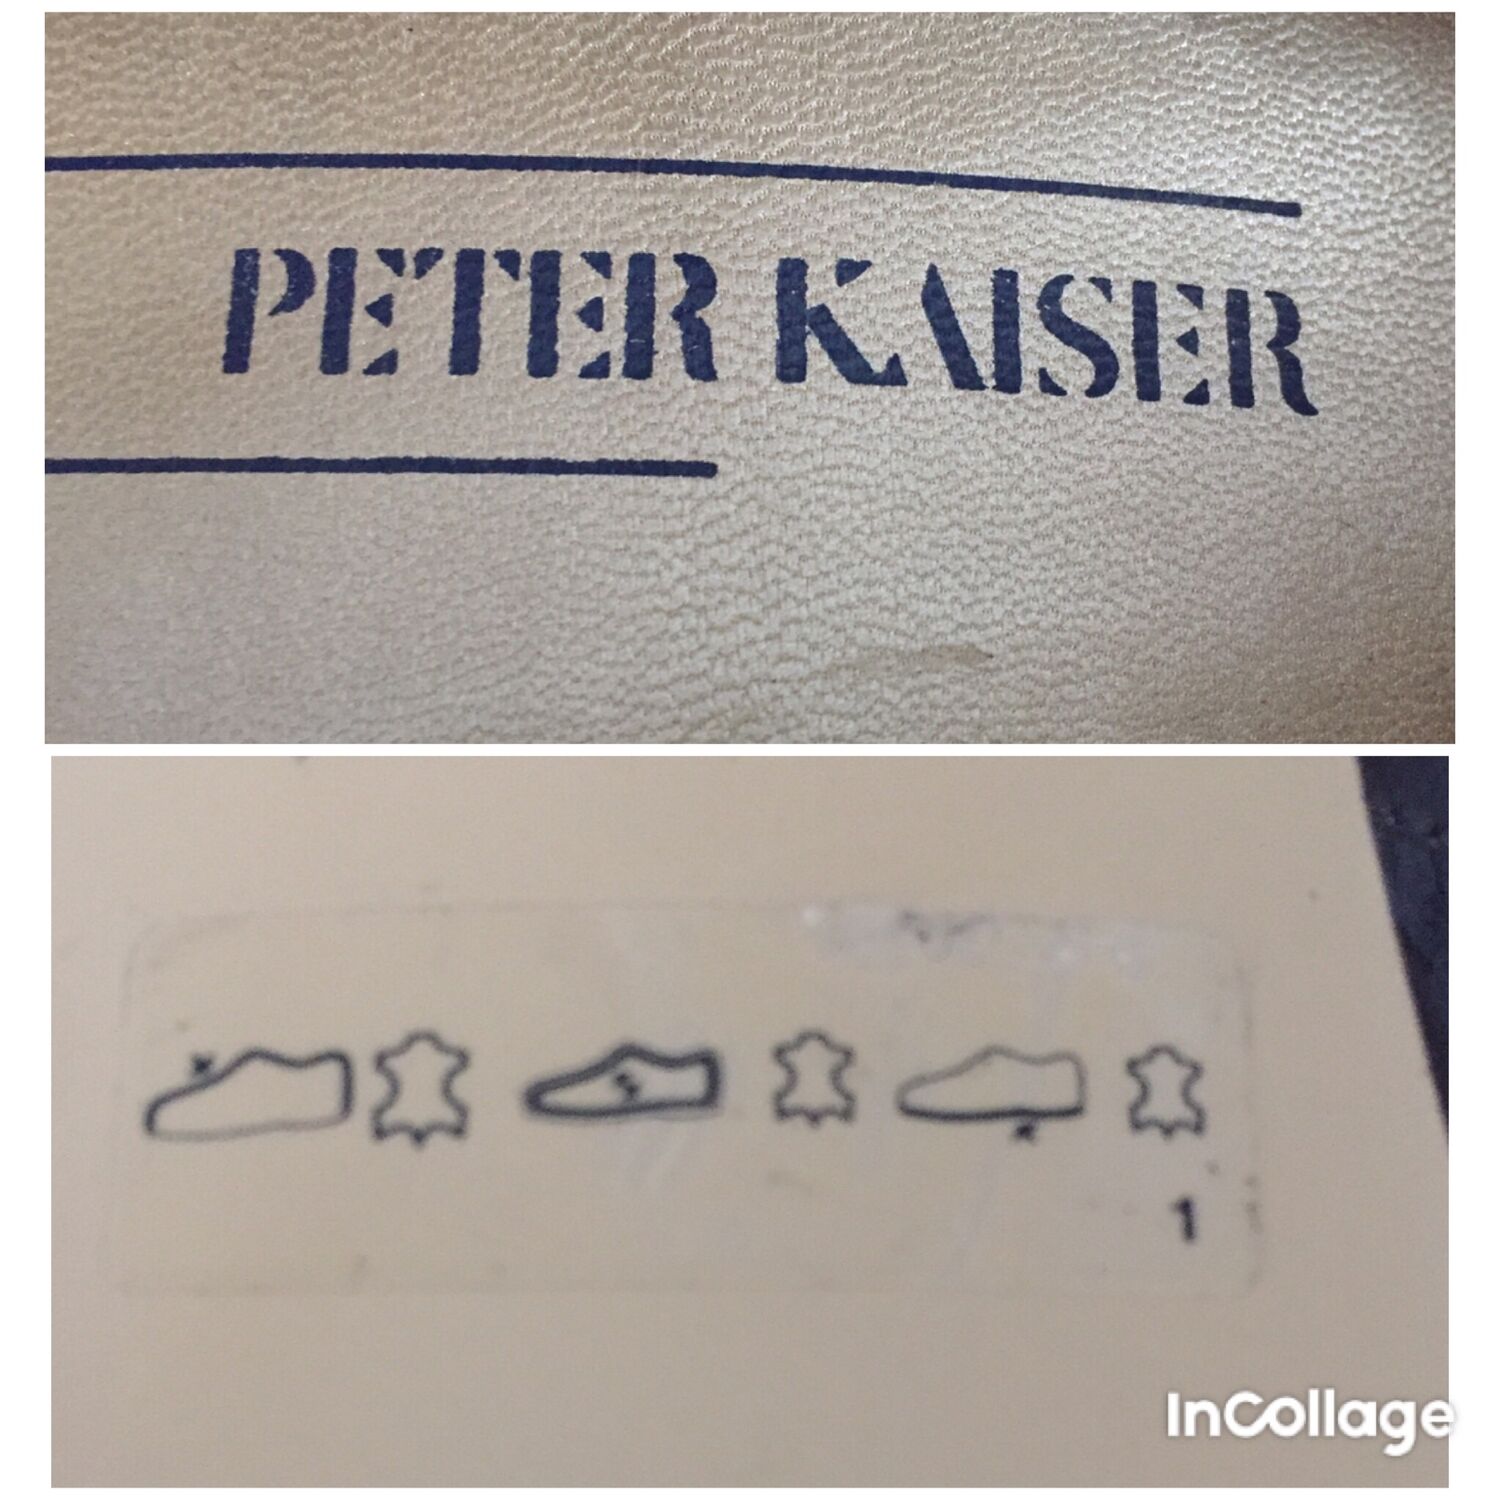 PETER KAISER
1
InCollage